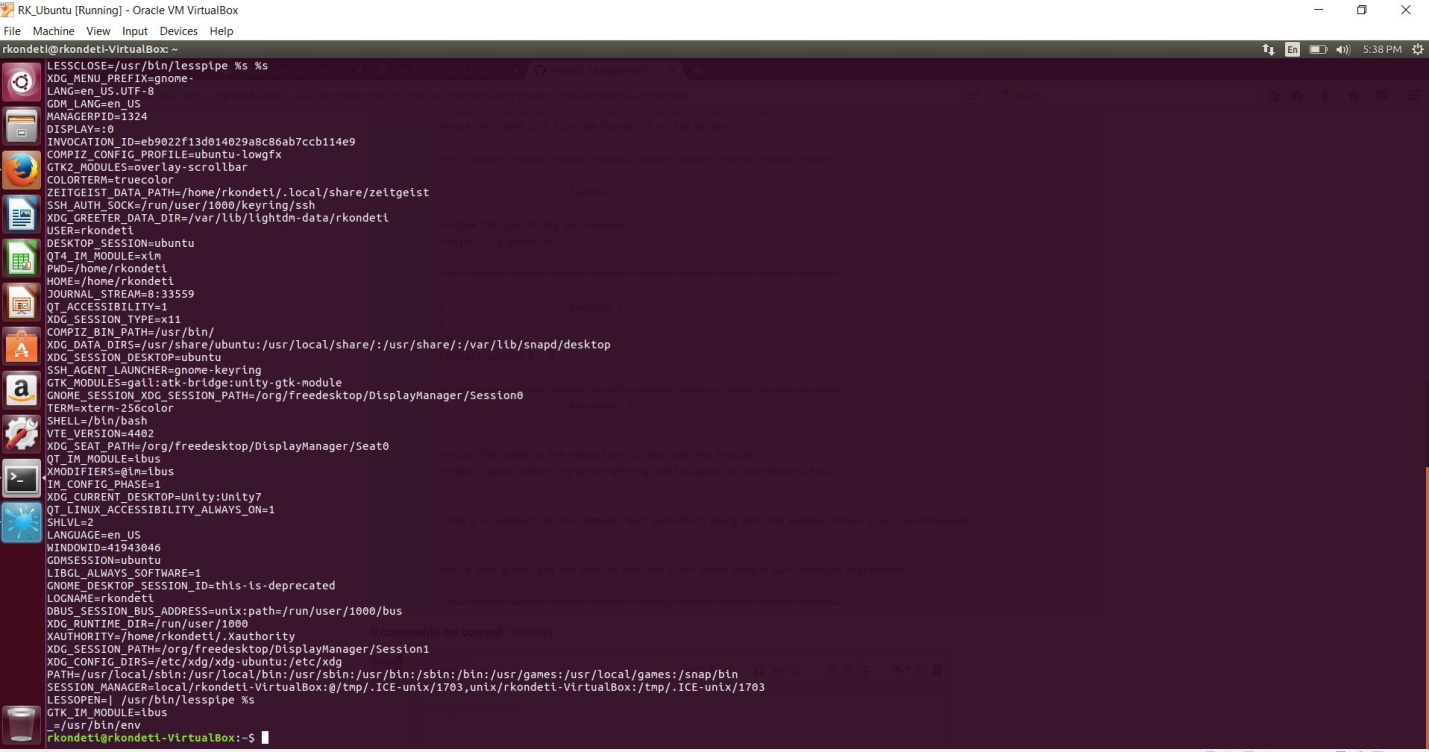 RK_Ubuntu [Running] - Oracle VM VirtualBox
File Machine View Input Devices Help
rkondeti@rkondeti-VirtualBox: ~
En 5:38 PM
LESSCLOSE=/usr/bin/lesspipe %s %s
XDG_MENU_PREFIX=gnome-
LANG=en_US.UTF-8
GDM_LANG=en_US
MANAGERPID=1324
DISPLAY=:0
INVOCATION_ID=eb9022f13d014029a8c86ab7ccb114e9
COMPIZ_CONFIG_PROFILE=ubuntu-lowgfx
GTK2_MODULES=overlay-scrollbar
COLORTERM=truecolor
ZEITGEIST_DATA_PATH=/home/rkondeti/.local/share/zeitgeist
SSH_AUTH_SOCK=/run/user/1000/keyring/ssh
XDG_GREETER_DATA_DIR=/var/lib/lightdm-data/rkondeti
USER=rkondeti
DESKTOP_SESSION=ubuntu
QT4_IM_MODULE=xim
PWD=/home/rkondeti
HOME=/home/rkondeti
JOURNAL_STREAM=8:33559
QT_ACCESSIBILITY=1
XDG_SESSION_TYPE=x11
COMPIZ_BIN_PATH=/usr/bin/
XDG_DATA_DIRS=/usr/share/ubuntu:/usr/local/share/:/usr/share/:/var/lib/snapd/desktop
XDG_SESSION_DESKTOP=ubuntu
SSH_AGENT_LAUNCHER=gnome-keyring
GTK_MODULES=gail:atk-bridge:unity-gtk-module
GNOME_SESSION_XDG_SESSION_PATH=/org/freedesktop/DisplayManager/Session0
TERM=xterm-256color
SHELL=/bin/bash
VTE_VERSION=4402
XDG_SEAT_PATH=/org/freedesktop/DisplayManager/Seat0
QT_IM_MODULE=ibus
XMODIFIERS=@im=ibus
IM_CONFIG_PHASE=1
XDG_CURRENT_DESKTOP=Unity:Unity7
QT_LINUX_ACCESSIBILITY_ALWAYS_ON=1
SHLVL=2
LANGUAGE=en_US
WINDOWID=41943046
GDMSESSION=ubuntu
LIBGL_ALWAYS_SOFTWARE=1
GNOME_DESKTOP_SESSION_ID=this-is-deprecated
LOGNAME=rkondeti
DBUS_SESSION_BUS_ADDRESS=unix:path=/run/user/1000/bus
XDG_RUNTIME_DIR=/run/user/1000
XAUTHORITY=/home/rkondeti/.Xauthority
0 comments on commit
XDG_SESSION_PATH=/org/freedesktop/DisplayManager/Session1
XDG_CONFIG_DIRS=/etc/xdg/xdg-ubuntu:/etc/xdg
PATH=/usr/local/sbin:/usr/local/bin:/usr/sbin:/usr/bin:/sbin:/bin:/usr/games:/usr/local/games:/snap/bin
SESSION_MANAGER=local/rkondeti-VirtualBox:@/tmp/.ICE-unix/1703,unix/rkondeti-VirtualBox:/tmp/.ICE-unix/1703
LESSOPEN=| /usr/bin/lesspipe %s
GTK_IM_MODULE=ibus
_=/usr/bin/env
rkondeti@rkondeti-VirtualBox:~$